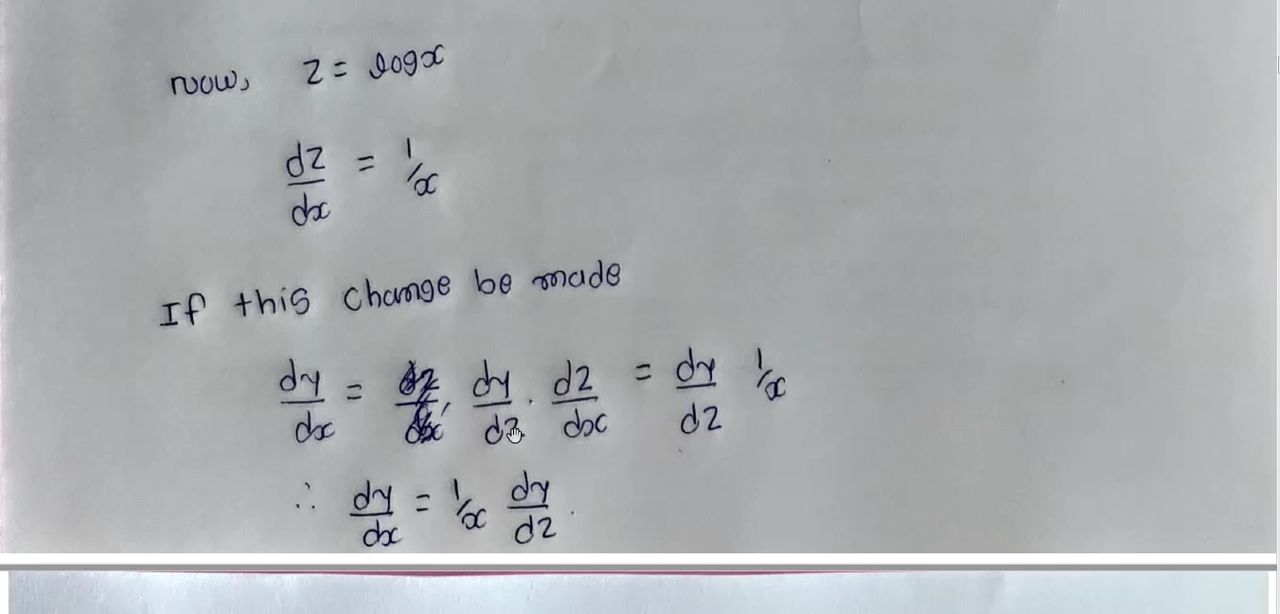 Now, z = logx
dz/dx = 1/x
If this change be made
dy/dx = dy/dz . dz/dx = dy/dz 1/x
∴ dy/dx = 1/x dy/dz.